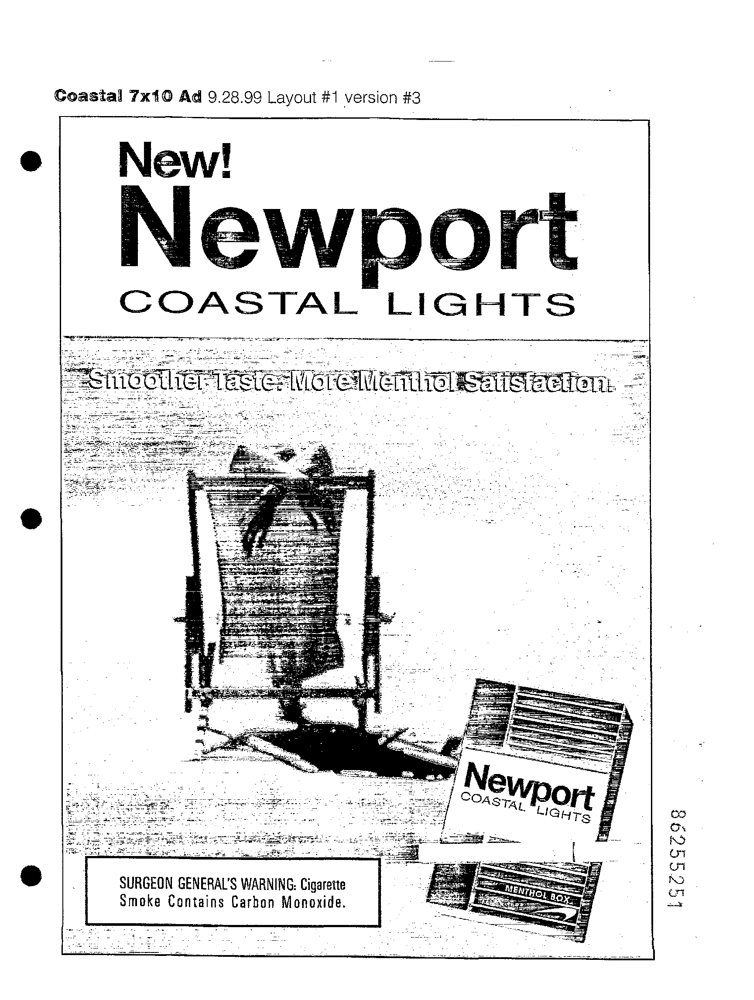 Coastal 7x10 Ad 9.28.99 Layout #1 version #3
New!
Newport
COASTAL LIGHTS
Smoother Taste. More Menthol Satisfaction.
Newport
COASTAL LIGHTS
MENTHOL BOX
SURGEON GENERAL'S WARNING: Cigarette
Smoke Contains Carbon Monoxide.
86255251